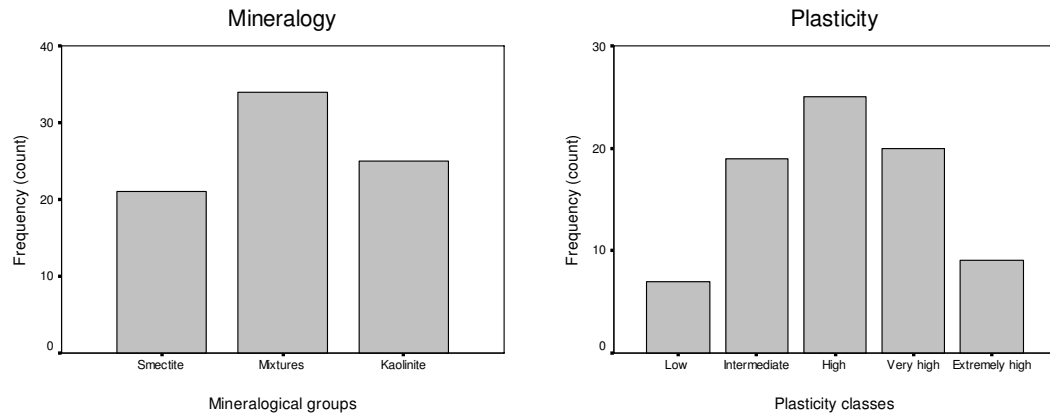 Mineralogy
Frequency (count)
40
30
20
10
0
Smectite Mixtures Kaolinite
Mineralogical groups
Plasticity
Frequency (count)
30
20
10
0
Low Intermediate High Very high Extremely high
Plasticity classes